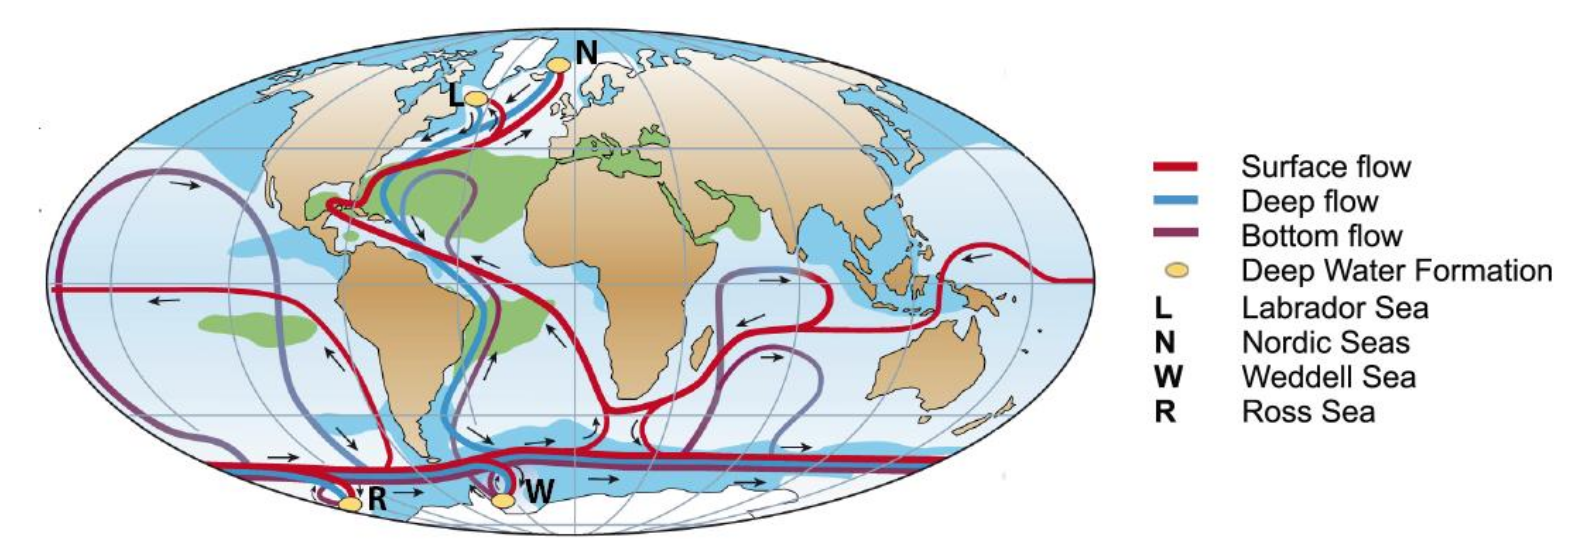 N
L
R
W
Surface flow
Deep flow
Bottom flow
Deep Water Formation
L Labrador Sea
N Nordic Seas
W Weddell Sea
R Ross Sea